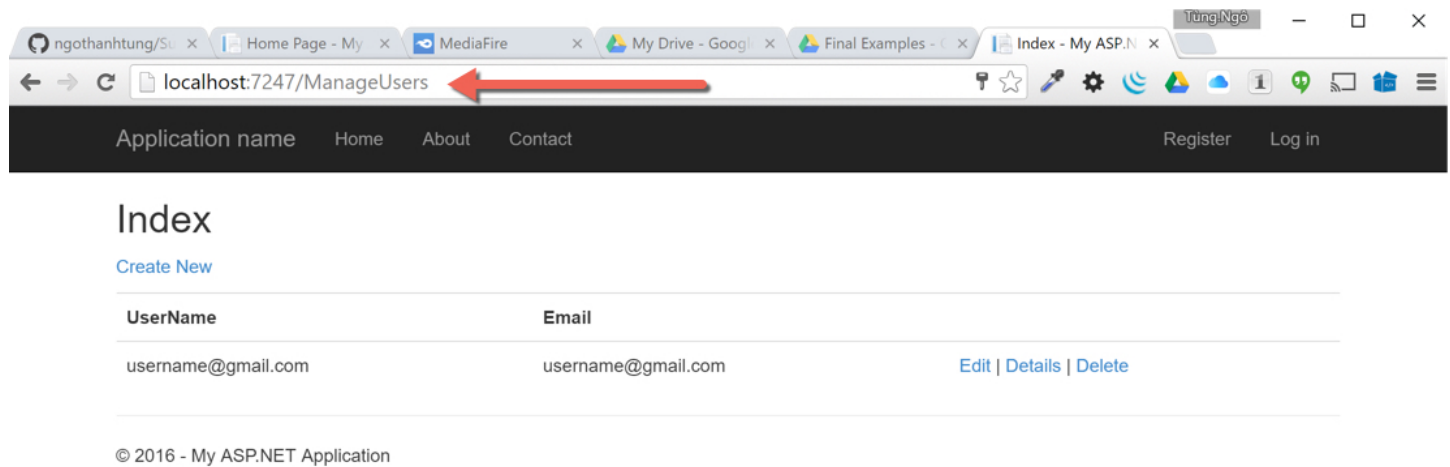 Tùng Ngô
ngothanhtung/Su Home Page - My MediaFire My Drive - Googl Final Examples - G Index - My ASP.N
localhost:7247/ManageUsers
Application name Home About Contact Register Log in
Index
Create New
UserName Email
username@gmail.com username@gmail.com Edit | Details | Delete
© 2016 - My ASP.NET Application